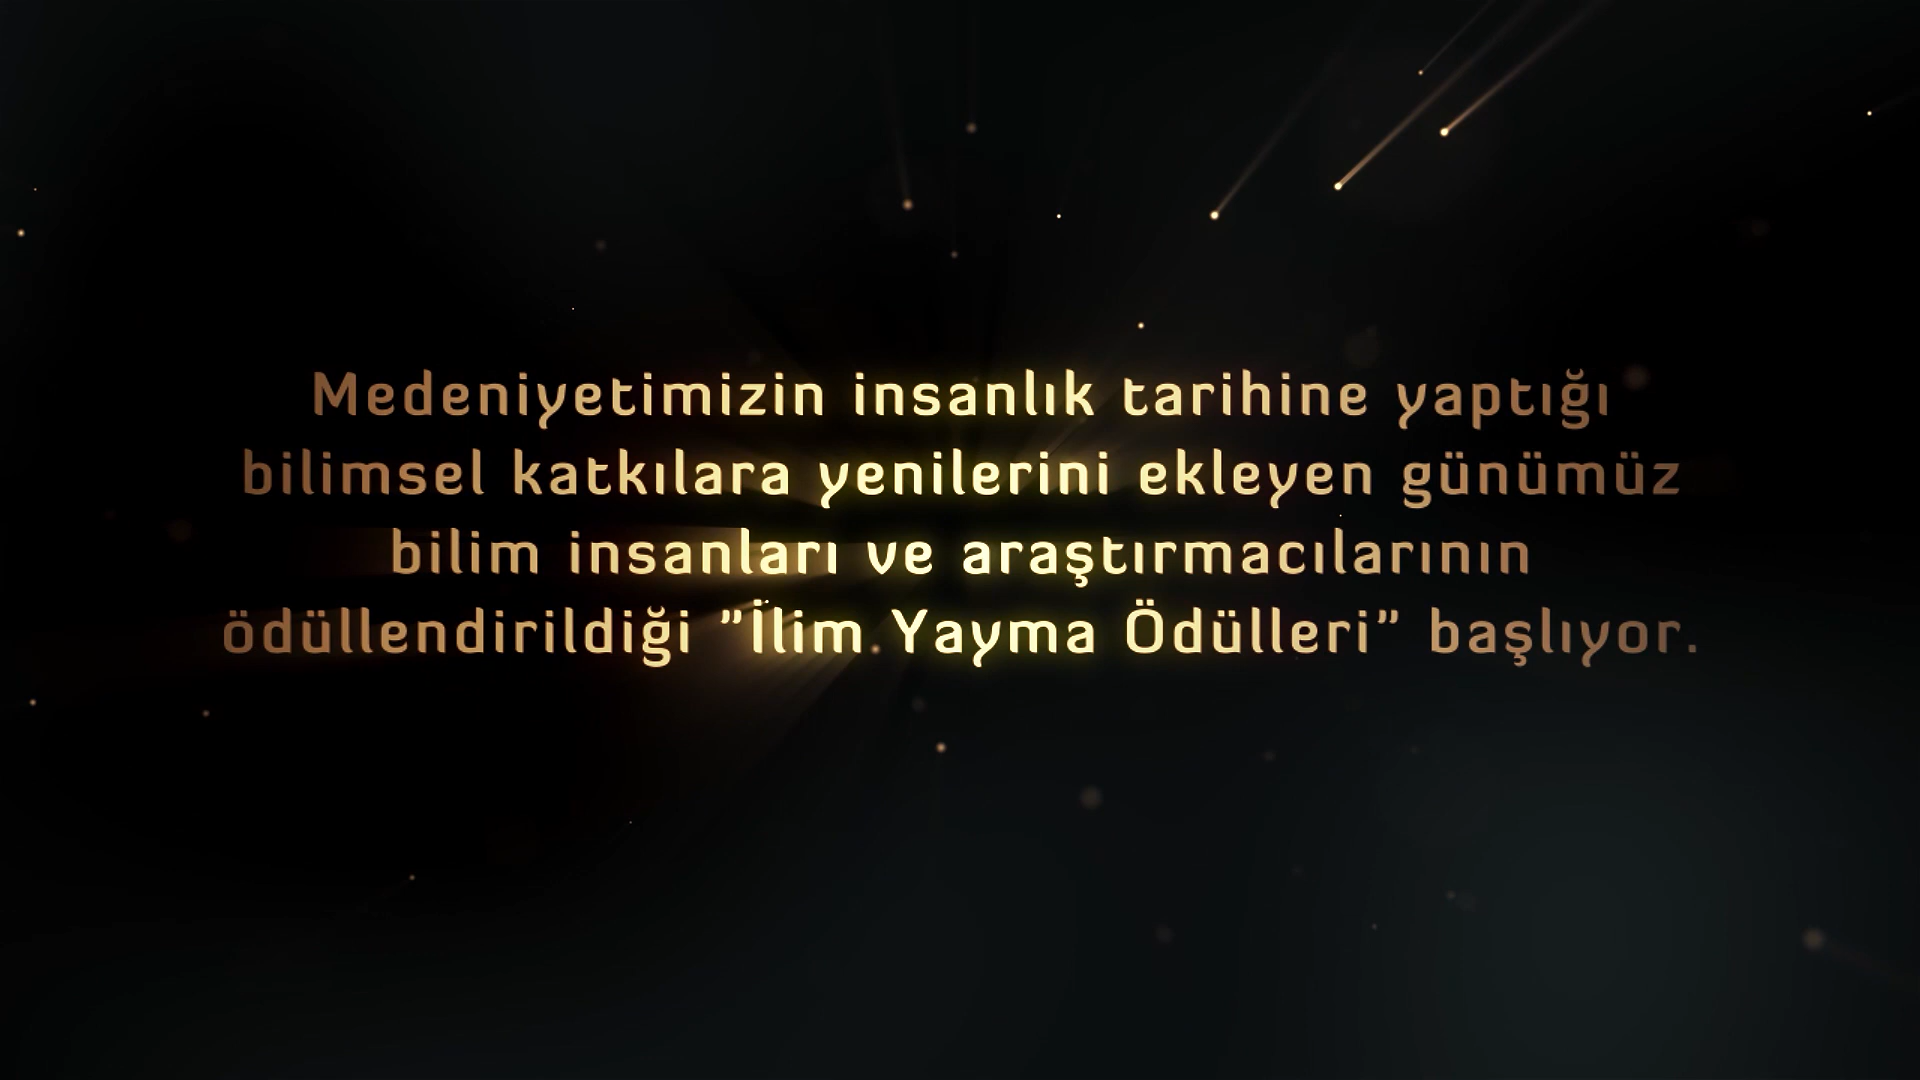 Medeniyetimizin insanlık tarihine yaptığı
bilimsel katkılara yenilerini ekleyen günümüz
bilim insanları ve araştırmacılarının
ödüllendirildiği ”İlim Yayma Ödülleri” başlıyor.